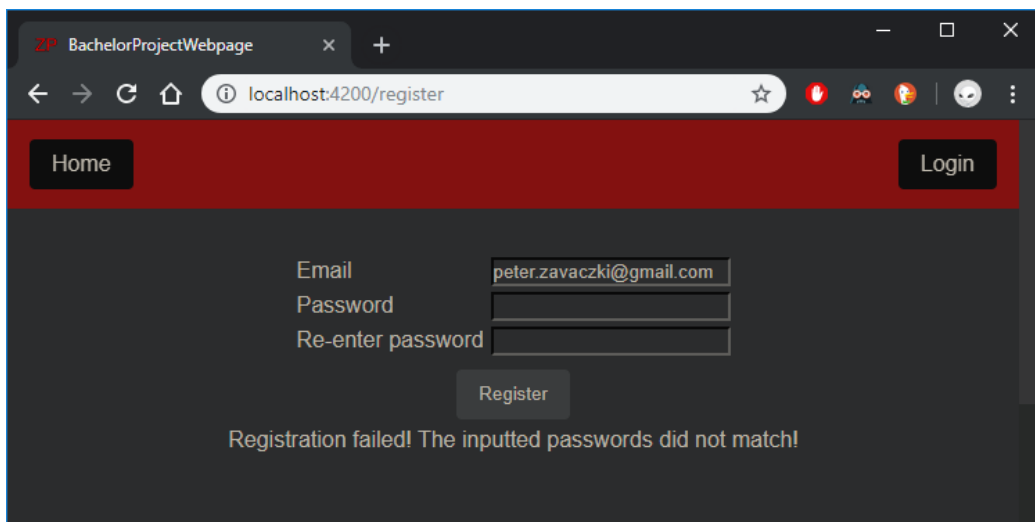 ZP BachelorProjectWebpage
localhost:4200/register
Home Login
Email peter.zavaczki@gmail.com
Password
Re-enter password
Register
Registration failed! The inputted passwords did not match!